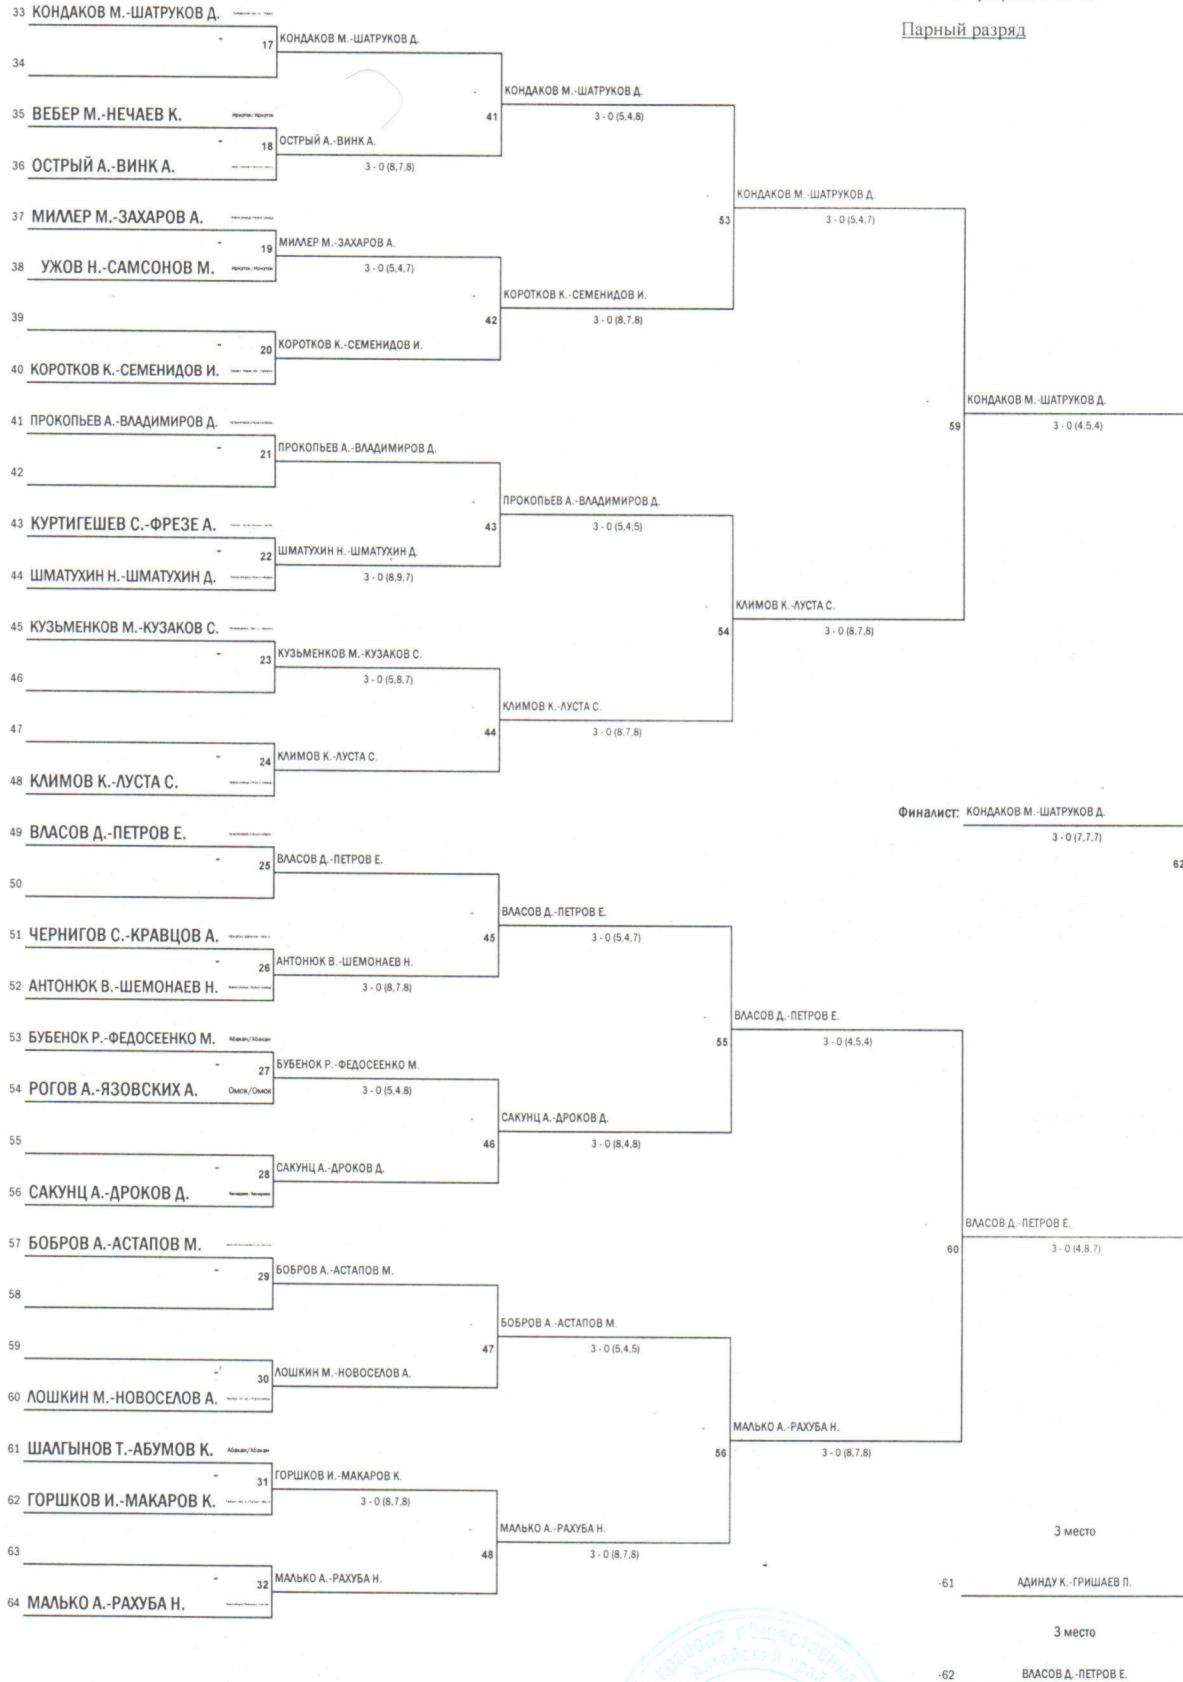 Парный разряд
33 КОНДАКОВ М.-ШАТРУКОВ Д.
17 КОНДАКОВ М.-ШАТРУКОВ Д.
34
КОНДАКОВ М.-ШАТРУКОВ Д.
41 3 - 0 (5,4,8)
35 ВЕБЕР М.-НЕЧАЕВ К.
18 ОСТРЫЙ А.-ВИНК А.
36 ОСТРЫЙ А.-ВИНК А.
3 - 0 (8,7,8)
КОНДАКОВ М.-ШАТРУКОВ Д.
53 3 - 0 (5,4,7)
37 МИЛЛЕР М.-ЗАХАРОВ А.
19 МИЛЛЕР М.-ЗАХАРОВ А.
38 УЖОВ Н.-САМСОНОВ М.
3 - 0 (5,4,7)
КОРОТКОВ К.-СЕМЕНИДОВ И.
42 3 - 0 (8,7,8)
39
20 КОРОТКОВ К.-СЕМЕНИДОВ И.
40 КОРОТКОВ К.-СЕМЕНИДОВ И.
КОНДАКОВ М.-ШАТРУКОВ Д.
59 3 - 0 (4,5,4)
41 ПРОКОПЬЕВ А.-ВЛАДИМИРОВ Д.
21 ПРОКОПЬЕВ А.-ВЛАДИМИРОВ Д.
42
ПРОКОПЬЕВ А.-ВЛАДИМИРОВ Д.
43 3 - 0 (5,4,5)
43 КУРТИГЕШЕВ С.-ФРЕЗЕ А.
22 ШМАТУХИН Н.-ШМАТУХИН Д.
44 ШМАТУХИН Н.-ШМАТУХИН Д.
3 - 0 (8,9,7)
КЛИМОВ К.-ЛУСТА С.
54 3 - 0 (8,7,8)
45 КУЗЬМЕНКОВ М.-КУЗАКОВ С.
23 КУЗЬМЕНКОВ М.-КУЗАКОВ С.
46
3 - 0 (5,8,7)
КЛИМОВ К.-ЛУСТА С.
44 3 - 0 (8,7,8)
47
24 КЛИМОВ К.-ЛУСТА С.
48 КЛИМОВ К.-ЛУСТА С.
Финалист: КОНДАКОВ М.-ШАТРУКОВ Д.
3 - 0 (7,7,7)
62
49 ВЛАСОВ Д.-ПЕТРОВ Е.
25 ВЛАСОВ Д.-ПЕТРОВ Е.
50
ВЛАСОВ Д.-ПЕТРОВ Е.
45 3 - 0 (5,4,7)
51 ЧЕРНИГОВ С.-КРАВЦОВ А.
26 АНТОНЮК В.-ШЕМОНАЕВ Н.
52 АНТОНЮК В.-ШЕМОНАЕВ Н.
3 - 0 (8,7,8)
ВЛАСОВ Д.-ПЕТРОВ Е.
55 3 - 0 (4,5,4)
53 БУБЕНОК Р.-ФЕДОСЕЕНКО М. Абакан/Абакан
27 БУБЕНОК Р.-ФЕДОСЕЕНКО М.
54 РОГОВ А.-ЯЗОВСКИХ А. Омск/Омск
3 - 0 (5,4,8)
САКУНЦ А.-ДРОКОВ Д.
46 3 - 0 (8,4,8)
55
28 САКУНЦ А.-ДРОКОВ Д.
56 САКУНЦ А.-ДРОКОВ Д.
ВЛАСОВ Д.-ПЕТРОВ Е.
60 3 - 0 (4,8,7)
57 БОБРОВ А.-АСТАПОВ М.
29 БОБРОВ А.-АСТАПОВ М.
58
БОБРОВ А.-АСТАПОВ М.
47 3 - 0 (5,4,5)
59
30 ЛОШКИН М.-НОВОСЕЛОВ А.
60 ЛОШКИН М.-НОВОСЕЛОВ А.
МАЛЬКО А.-РАХУБА Н.
56 3 - 0 (8,7,8)
61 ШАЛГЫНОВ Т.-АБУМОВ К. Абакан/Абакан
31 ГОРШКОВ И.-МАКАРОВ К.
62 ГОРШКОВ И.-МАКАРОВ К.
3 - 0 (8,7,8)
МАЛЬКО А.-РАХУБА Н.
48 3 - 0 (8,7,8)
63
32 МАЛЬКО А.-РАХУБА Н.
64 МАЛЬКО А.-РАХУБА Н.
3 место
-61 АДИНДУ К.-ГРИШАЕВ П.
3 место
-62 ВЛАСОВ Д.-ПЕТРОВ Е.
краевая общественная
Алтайский край